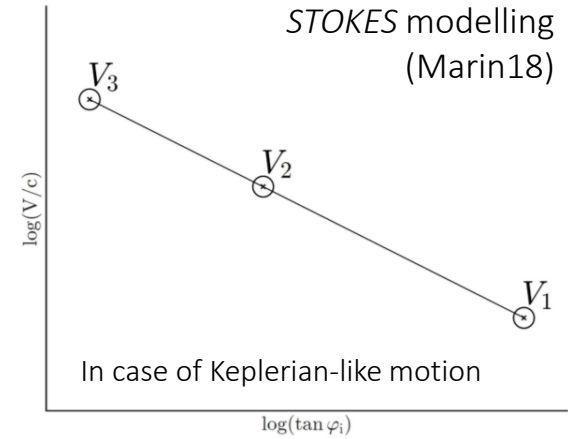 STOKES modelling
(Marin18)
V₃
V₂
V₁
log(V/c)
In case of Keplerian-like motion
log(tan φᵢ)